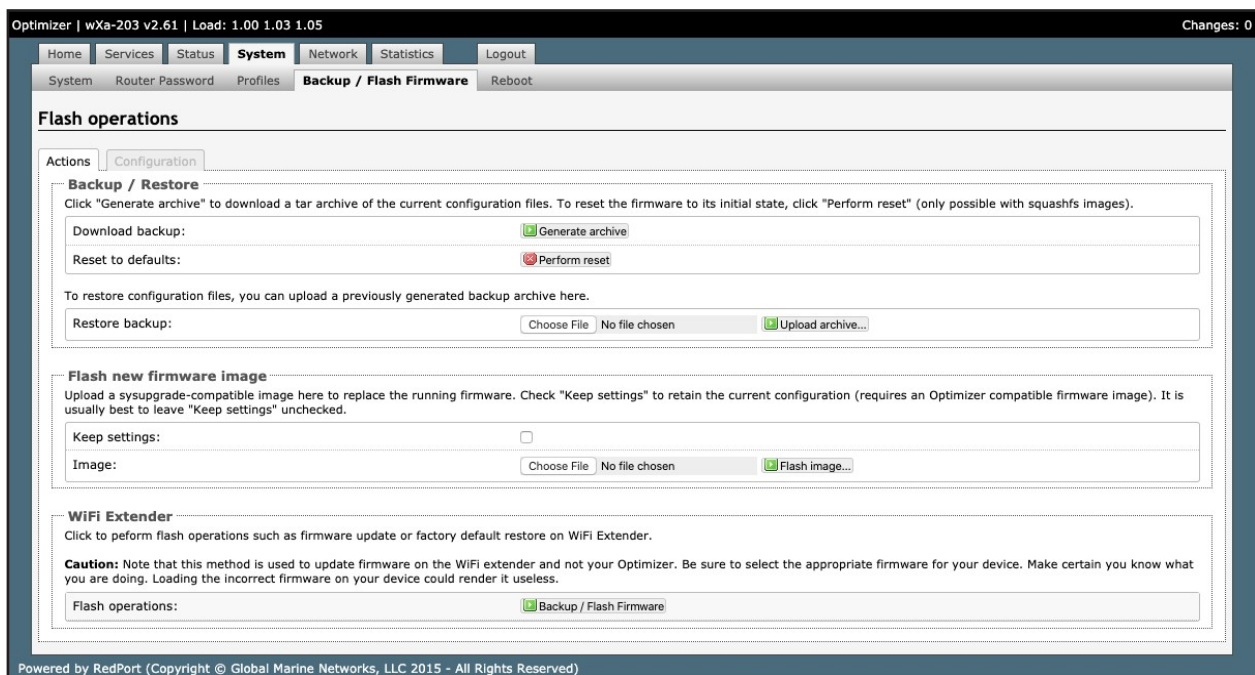 Optimizer | wXa-203 v2.61 | Load: 1.00 1.03 1.05 Changes: 0
Home Services Status System Network Statistics Logout
System Router Password Profiles Backup / Flash Firmware Reboot
Flash operations
Actions Configuration
Backup / Restore
Click "Generate archive" to download a tar archive of the current configuration files. To reset the firmware to its initial state, click "Perform reset" (only possible with squashfs images).
Download backup: Generate archive
Reset to defaults: Perform reset
To restore configuration files, you can upload a previously generated backup archive here.
Restore backup: Choose File No file chosen Upload archive...
Flash new firmware image
Upload a sysupgrade-compatible image here to replace the running firmware. Check "Keep settings" to retain the current configuration (requires an Optimizer compatible firmware image). It is
usually best to leave "Keep settings" unchecked.
Keep settings:
Image: Choose File No file chosen Flash image...
WiFi Extender
Click to peform flash operations such as firmware update or factory default restore on WiFi Extender.
Caution: Note that this method is used to update firmware on the WiFi extender and not your Optimizer. Be sure to select the appropriate firmware for your device. Make certain you know what
you are doing. Loading the incorrect firmware on your device could render it useless.
Flash operations: Backup / Flash Firmware
Powered by RedPort (Copyright © Global Marine Networks, LLC 2015 - All Rights Reserved)